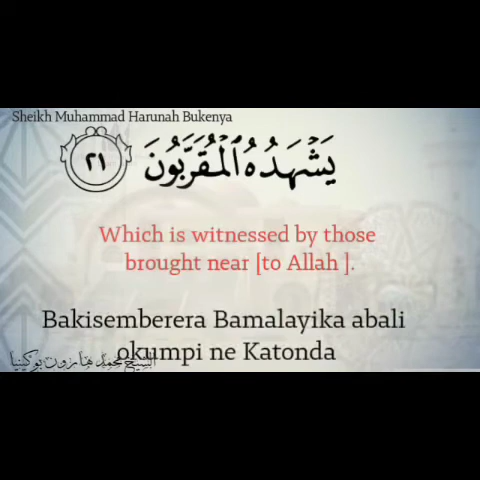 Sheikh Muhammad Harunah Bukenya
يَشْهَدُهُ ٱلْمُقَرَّبُونَ ٢١
Which is witnessed by those
brought near [to Allah ].
Bakisemberera Bamalayika abali
okumpi ne Katonda
الشيخ محمد هارون بوكينيا